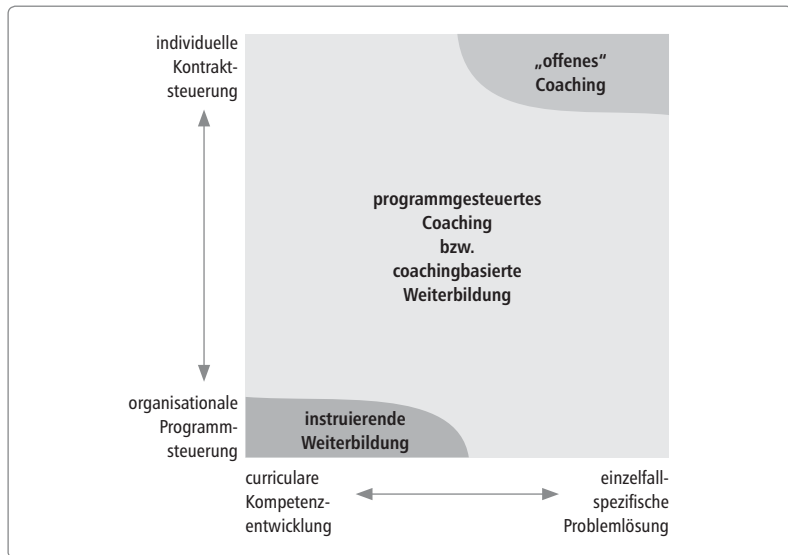 individuelle
Kontrakt-
steuerung
„offenes“
Coaching
programmgesteuertes
Coaching
bzw.
coachingbasierte
Weiterbildung
organisationale
Programm-
steuerung
instruierende
Weiterbildung
curriculare
Kompetenz-
entwicklung
einzelfall-
spezifische
Problemlösung